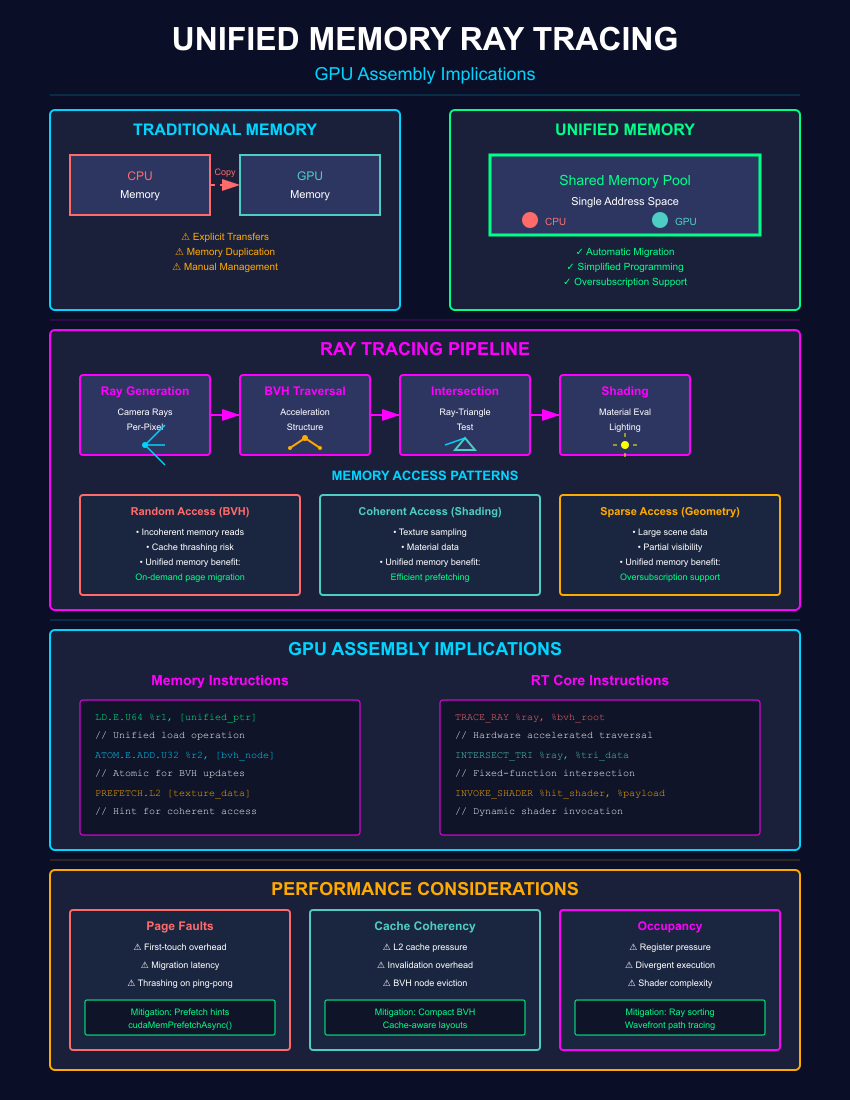 UNIFIED MEMORY RAY TRACING
GPU Assembly Implications
TRADITIONAL MEMORY
CPU
Memory
Copy
GPU
Memory
⚠ Explicit Transfers
⚠ Memory Duplication
⚠ Manual Management
UNIFIED MEMORY
Shared Memory Pool
Single Address Space
CPU
GPU
✓ Automatic Migration
✓ Simplified Programming
✓ Oversubscription Support
RAY TRACING PIPELINE
Ray Generation
Camera Rays
Per-Pixel
BVH Traversal
Acceleration
Structure
Intersection
Ray-Triangle
Test
Shading
Material Eval
Lighting
MEMORY ACCESS PATTERNS
Random Access (BVH)
• Incoherent memory reads
• Cache thrashing risk
• Unified memory benefit:
On-demand page migration
Coherent Access (Shading)
• Texture sampling
• Material data
• Unified memory benefit:
Efficient prefetching
Sparse Access (Geometry)
• Large scene data
• Partial visibility
• Unified memory benefit:
Oversubscription support
GPU ASSEMBLY IMPLICATIONS
Memory Instructions
LD.E.U64 %r1, [unified_ptr]
// Unified load operation
ATOM.E.ADD.U32 %r2, [bvh_node]
// Atomic for BVH updates
PREFETCH.L2 [texture_data]
// Hint for coherent access
RT Core Instructions
TRACE_RAY %ray, %bvh_root
// Hardware accelerated traversal
INTERSECT_TRI %ray, %tri_data
// Fixed-function intersection
INVOKE_SHADER %hit_shader, %payload
// Dynamic shader invocation
PERFORMANCE CONSIDERATIONS
Page Faults
⚠ First-touch overhead
⚠ Migration latency
⚠ Thrashing on ping-pong
Mitigation: Prefetch hints
cudaMemPrefetchAsync()
Cache Coherency
⚠ L2 cache pressure
⚠ Invalidation overhead
⚠ BVH node eviction
Mitigation: Compact BVH
Cache-aware layouts
Occupancy
⚠ Register pressure
⚠ Divergent execution
⚠ Shader complexity
Mitigation: Ray sorting
Wavefront path tracing